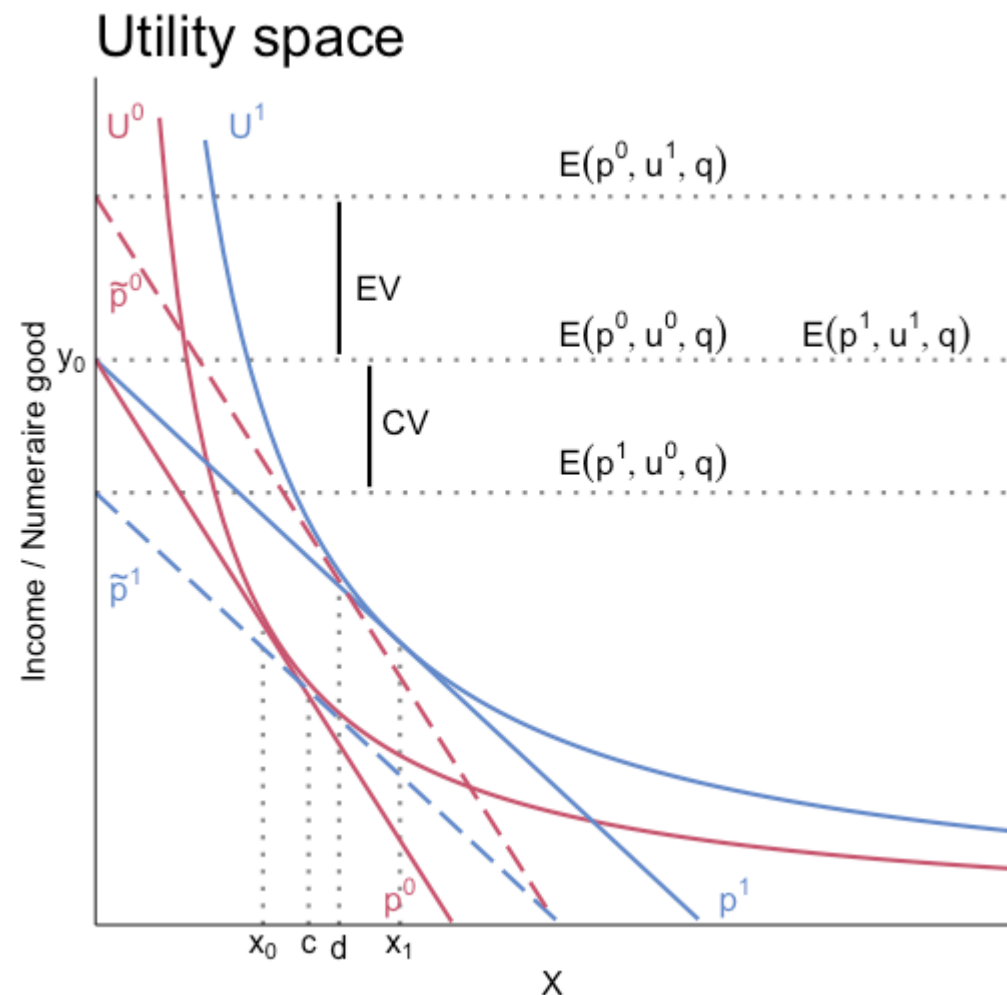 Utility space
U⁰
U¹
E(p⁰, u¹, q)
p̃⁰
EV
E(p⁰, u⁰, q)
E(p¹, u¹, q)
y₀
CV
E(p¹, u⁰, q)
p̃¹
Income / Numeraire good
p⁰
p¹
x₀
c
d
x₁
X